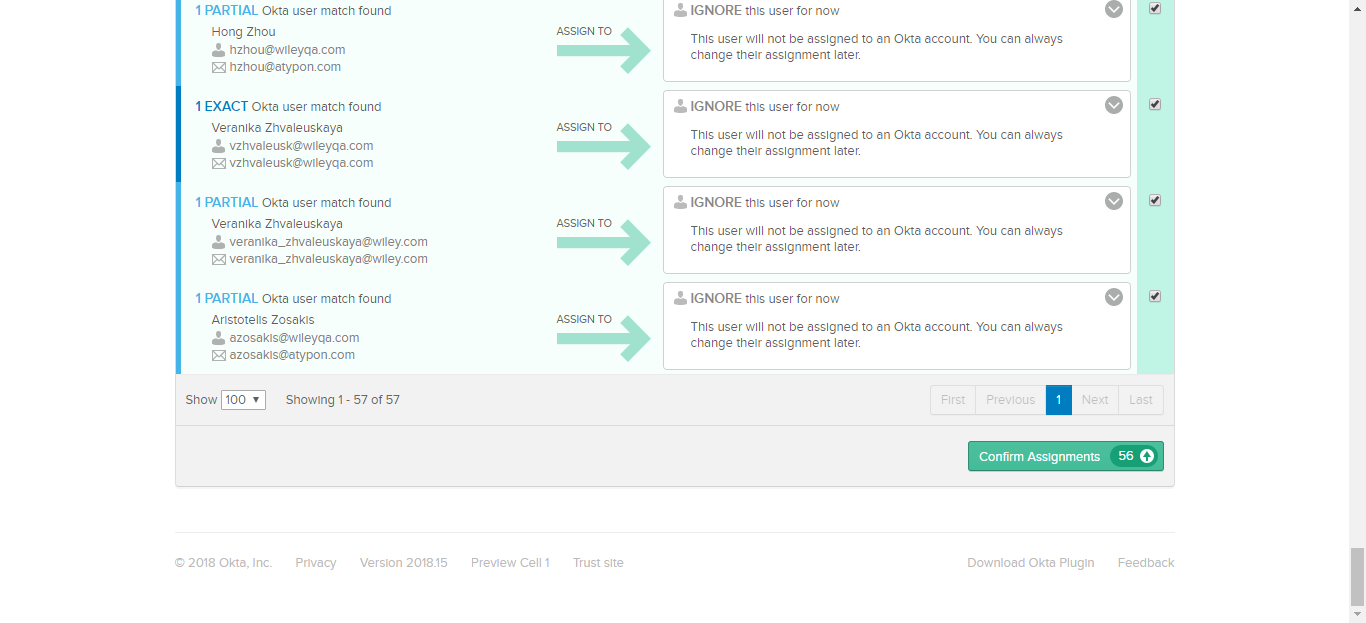 1 PARTIAL Okta user match found
Hong Zhou
hzhou@wileyqa.com
hzhou@atypon.com
ASSIGN TO
IGNORE this user for now
This user will not be assigned to an Okta account. You can always
change their assignment later.
1 EXACT Okta user match found
Veranika Zhvaleuskaya
vzhvaleusk@wileyqa.com
vzhvaleusk@wileyqa.com
ASSIGN TO
IGNORE this user for now
This user will not be assigned to an Okta account. You can always
change their assignment later.
1 PARTIAL Okta user match found
Veranika Zhvaleuskaya
veranika_zhvaleuskaya@wiley.com
veranika_zhvaleuskaya@wiley.com
ASSIGN TO
IGNORE this user for now
This user will not be assigned to an Okta account. You can always
change their assignment later.
1 PARTIAL Okta user match found
Aristotelis Zosakis
azosakis@wileyqa.com
azosakis@atypon.com
ASSIGN TO
IGNORE this user for now
This user will not be assigned to an Okta account. You can always
change their assignment later.
Show 100 Showing 1 - 57 of 57 First Previous 1 Next Last
Confirm Assignments 56
© 2018 Okta, Inc. Privacy Version 2018.15 Preview Cell 1 Trust site Download Okta Plugin Feedback